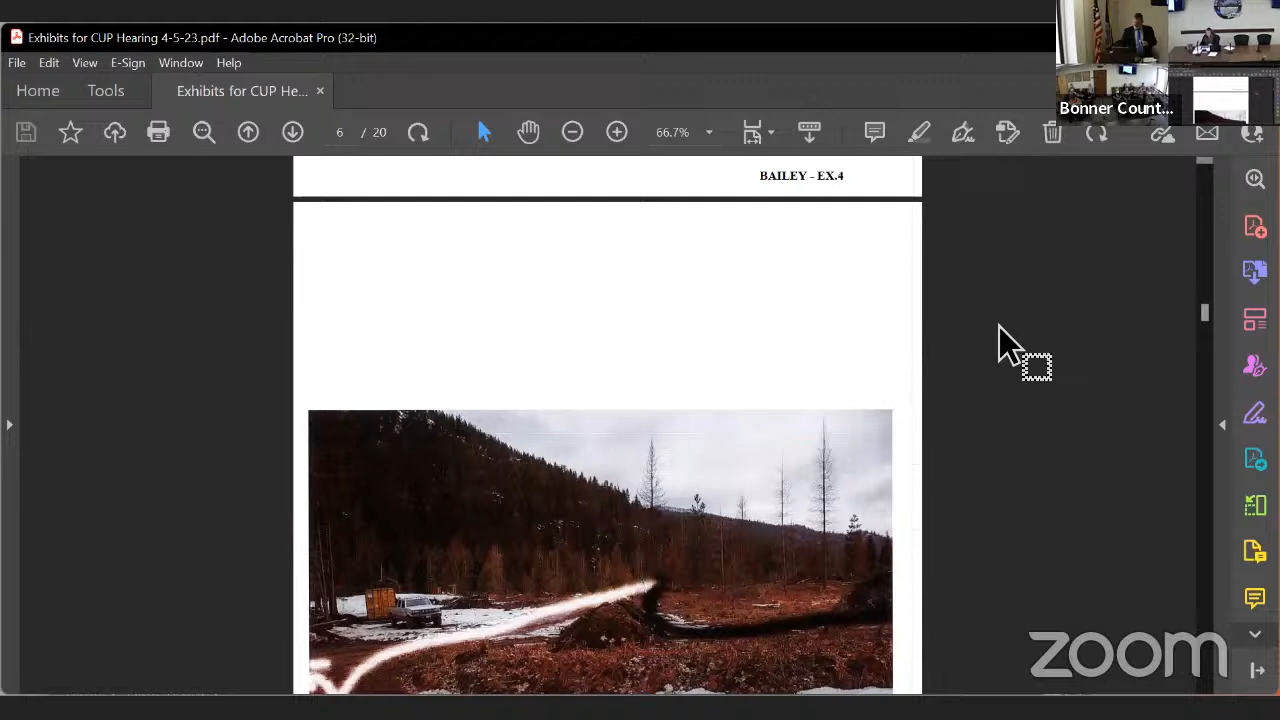 Exhibits for CUP Hearing 4-5-23.pdf - Adobe Acrobat Pro (32-bit)
File Edit View E-Sign Window Help
Home Tools Exhibits for CUP He... ×
6 / 20 66.7%
Bonner Count...
BAILEY - EX.4
zoom